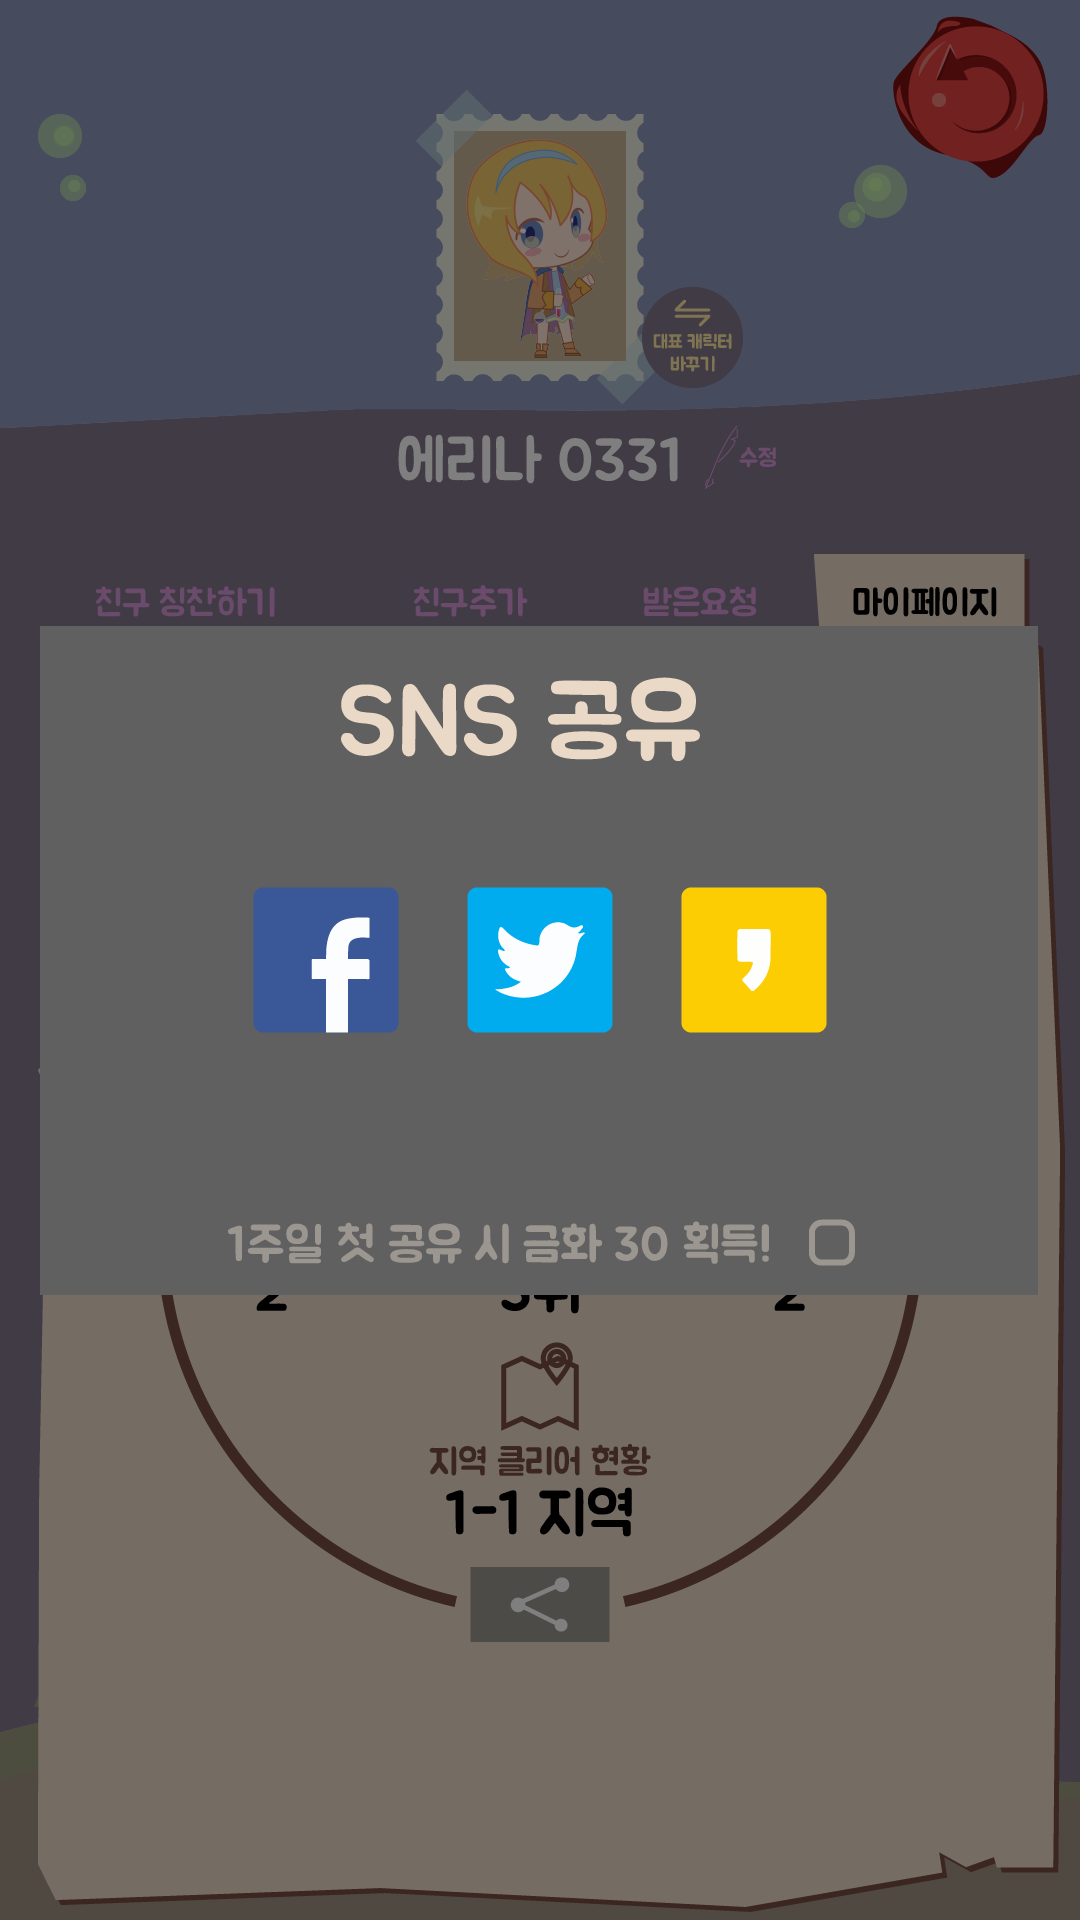 대표 캐릭터
바꾸기
에리나 0331
수정
친구 칭찬하기
친구추가
받은요청
마이페이지
SNS 공유
1주일 첫 공유 시 금화 30 획득!
지역 클리어 현황
1-1 지역